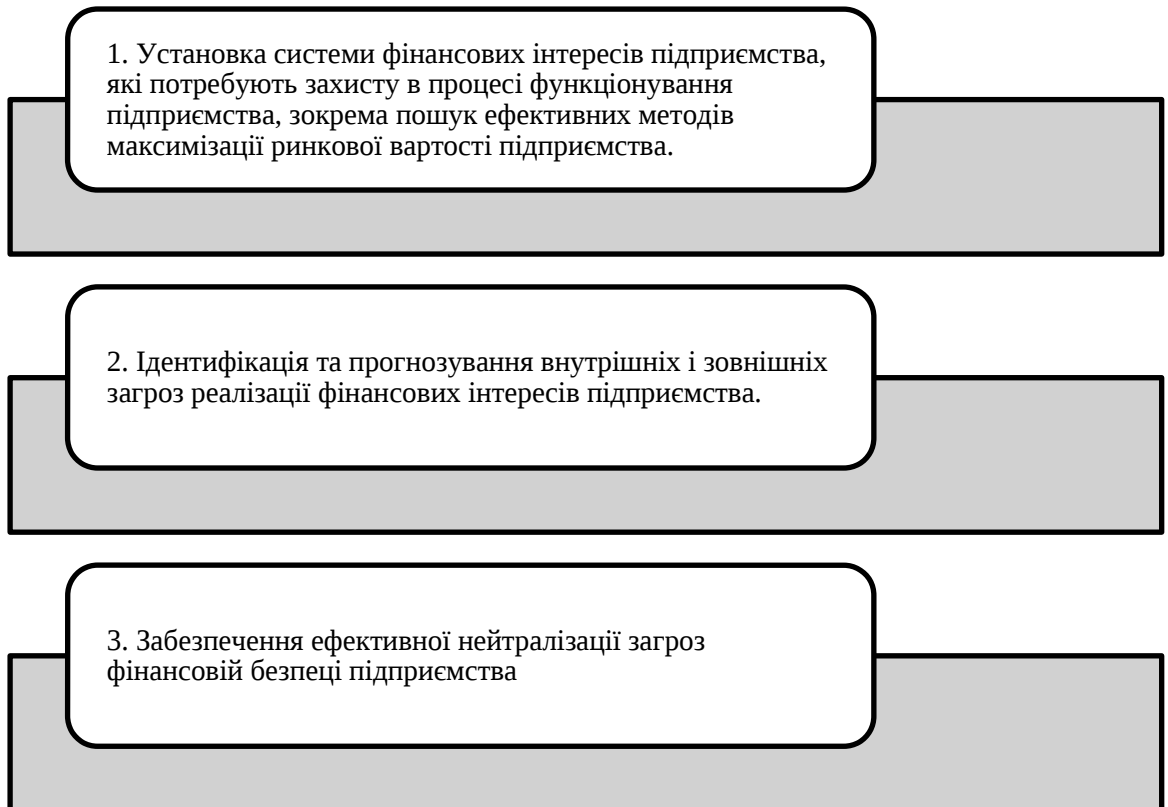 1. Установка системи фінансових інтересів підприємства,
які потребують захисту в процесі функціонування
підприємства, зокрема пошук ефективних методів
максимізації ринкової вартості підприємства.
2. Ідентифікація та прогнозування внутрішніх і зовнішніх
загроз реалізації фінансових інтересів підприємства.
3. Забезпечення ефективної нейтралізації загроз
фінансовій безпеці підприємства